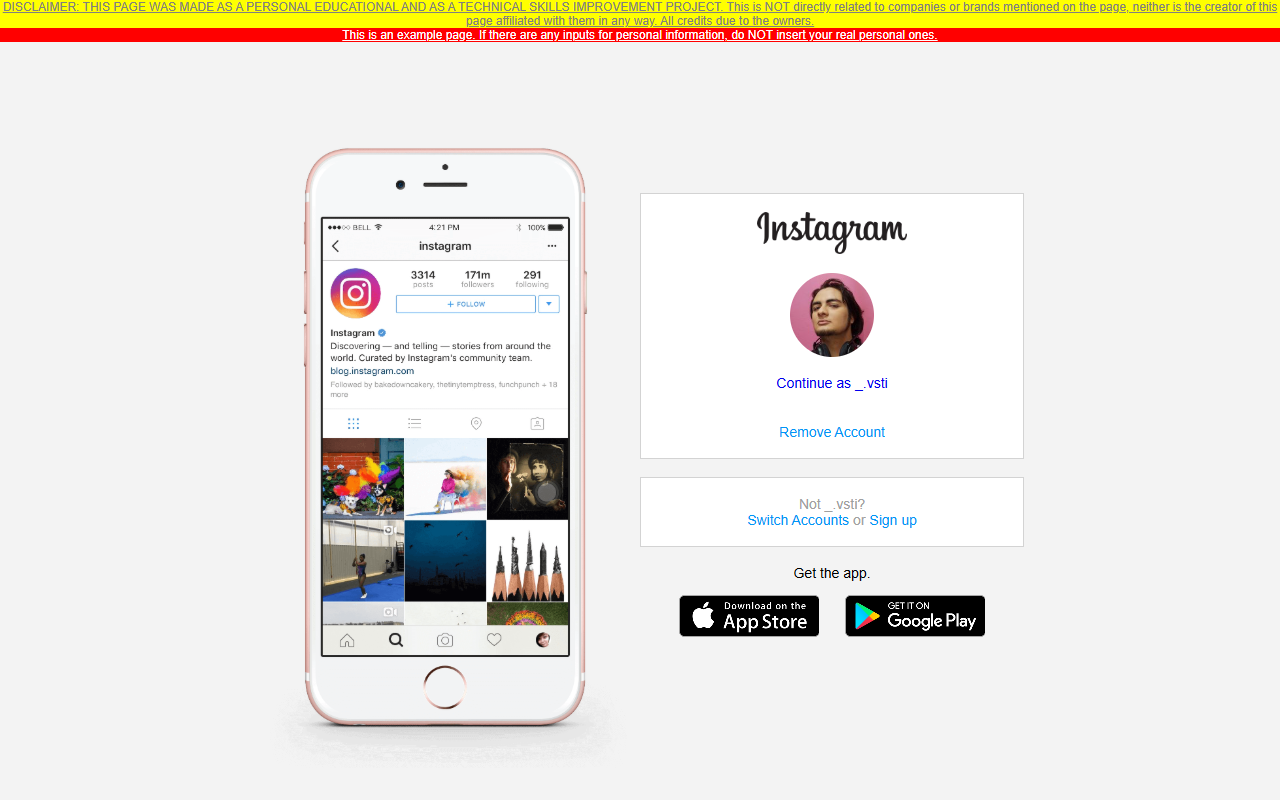 DISCLAIMER: THIS PAGE WAS MADE AS A PERSONAL EDUCATIONAL AND AS A TECHNICAL SKILLS IMPROVEMENT PROJECT. This is NOT directly related to companies or brands mentioned on the page, neither is the creator of this
page affiliated with them in any way. All credits due to the owners.
This is an example page. If there are any inputs for personal information, do NOT insert your real personal ones.
BELL 4:21 PM 100%
instagram
3314 171m 291
posts followers following
+ FOLLOW
Instagram
Discovering — and telling — stories from around the
world. Curated by Instagram's community team.
blog.instagram.com
Followed by bakadowncakery, thetinytemptress, funchpunch + 18
more
Instagram
Continue as _.vsti
Remove Account
Not _.vsti?
Switch Accounts or Sign up
Get the app.
Download on the
App Store
GET IT ON
Google Play